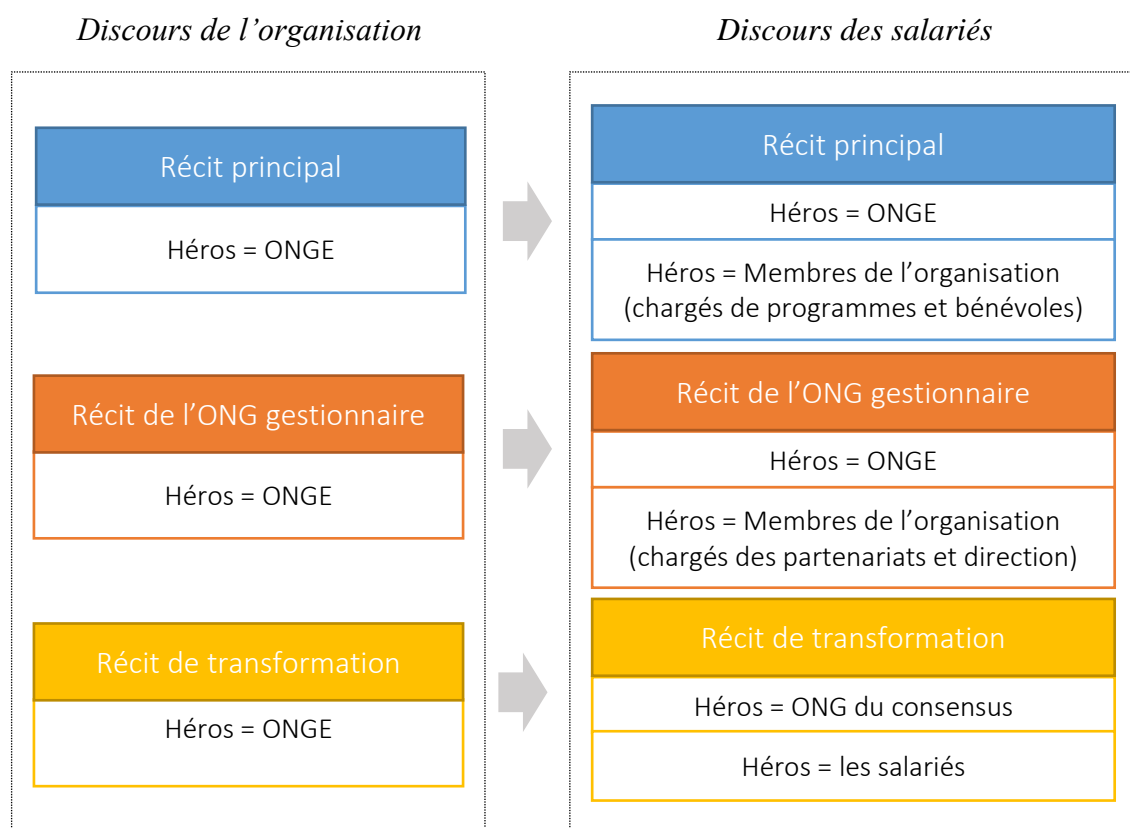 Discours de l’organisation
Discours des salariés
Récit principal
Héros = ONGE
Récit de l’ONG gestionnaire
Héros = ONGE
Récit de transformation
Héros = ONGE
Récit principal
Héros = ONGE
Héros = Membres de l’organisation
(chargés de programmes et bénévoles)
Récit de l’ONG gestionnaire
Héros = ONGE
Héros = Membres de l’organisation
(chargés des partenariats et direction)
Récit de transformation
Héros = ONG du consensus
Héros = les salariés